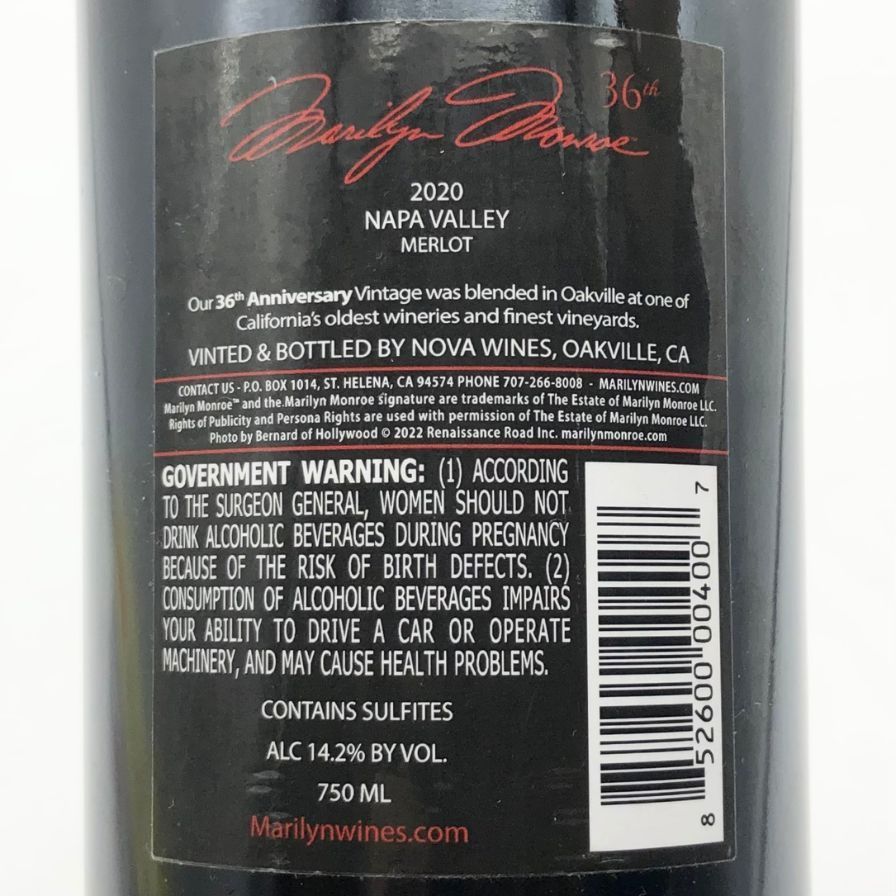 Marilyn Monroe 36th
2020
NAPA VALLEY
MERLOT
Our 36th Anniversary Vintage was blended in Oakville at one of
California's oldest wineries and finest vineyards.
VINTED & BOTTLED BY NOVA WINES, OAKVILLE, CA
CONTACT US - P.O. BOX 1014, ST. HELENA, CA 94574 PHONE 707-266-8008 - MARILYNWINES.COM
Marilyn Monroe™ and the Marilyn Monroe Signature are trademarks of The Estate of Marilyn Monroe LLC.
Rights of Publicity and Persona Rights are used with permission of The Estate of Marilyn Monroe LLC.
Photo by Bernard of Hollywood © 2022 Renaissance Road Inc. marilynmonroe.com
GOVERNMENT WARNING: (1) ACCORDING
TO THE SURGEON GENERAL, WOMEN SHOULD NOT
DRINK ALCOHOLIC BEVERAGES DURING PREGNANCY
BECAUSE OF THE RISK OF BIRTH DEFECTS. (2)
CONSUMPTION OF ALCOHOLIC BEVERAGES IMPAIRS
YOUR ABILITY TO DRIVE A CAR OR OPERATE
MACHINERY, AND MAY CAUSE HEALTH PROBLEMS.
CONTAINS SULFITES
ALC 14.2% BY VOL.
750 ML
Marilynwines.com
8 52600 00400 7